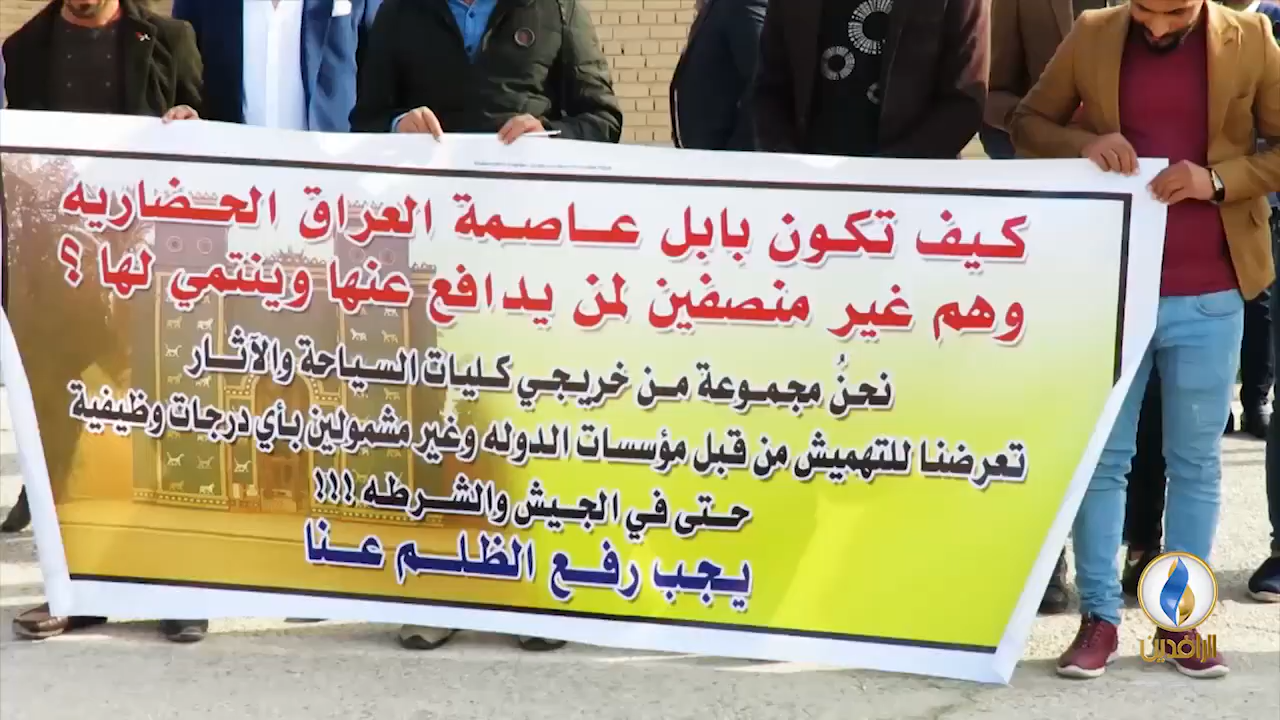 كيف تكون بابل عاصمة العراق الحضاريه
وهم غير منصفين لمن يدافع عنها وينتمي لها ؟
نحنُ مجموعة من خريجي كليات السياحة والآثار
تعرضنا للتهميش من قبل مؤسسات الدوله وغير مشمولين بأي درجات وظيفية
حتى في الجيش والشرطه !!!
يجب رفع الظلم عنا
الرافدين